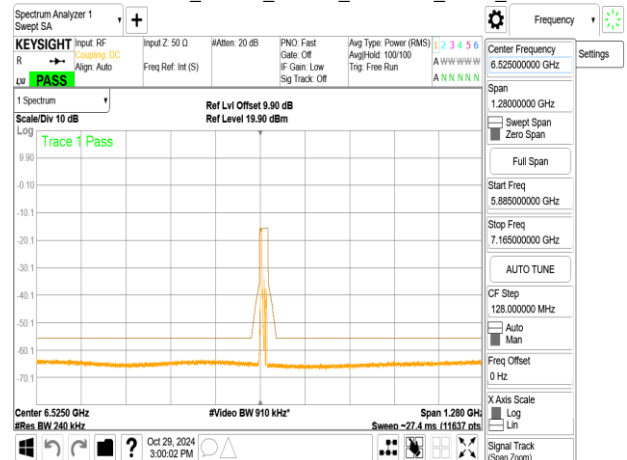 Spectrum Analyzer 1
Swept SA
+
Frequency
KEYSIGHT
R
LXI
PASS
Input: RF
Coupling: DC
Align: Auto
Input Z: 50 Ω
Freq Ref: Int (S)
#Atten: 20 dB
PNO: Fast
Gate: Off
IF Gain: Low
Sig Track: Off
Avg Type: Power (RMS)
Avg|Hold: 100/100
Trig: Free Run
1 2 3 4 5 6
A W W W W W
A N N N N N
Center Frequency
6.525000000 GHz
Settings
Span
1.28000000 GHz
Swept Span
Zero Span
Full Span
Start Freq
5.885000000 GHz
Stop Freq
7.165000000 GHz
AUTO TUNE
CF Step
128.000000 MHz
Auto
Man
Freq Offset
0 Hz
X Axis Scale
Log
Lin
Signal Track
(Span Zoom)
1 Spectrum
Scale/Div 10 dB
Ref Lvl Offset 9.90 dB
Ref Level 19.90 dBm
Log
Trace 1 Pass
9.90
-0.10
-10.1
-20.1
-30.1
-40.1
-50.1
-60.1
-70.1
Center 6.5250 GHz
#Video BW 910 kHz*
Span 1.280 GHz
#Res BW 240 kHz
Sweep ~27.4 ms (11637 pts
?
Oct 29, 2024
3:00:02 PM